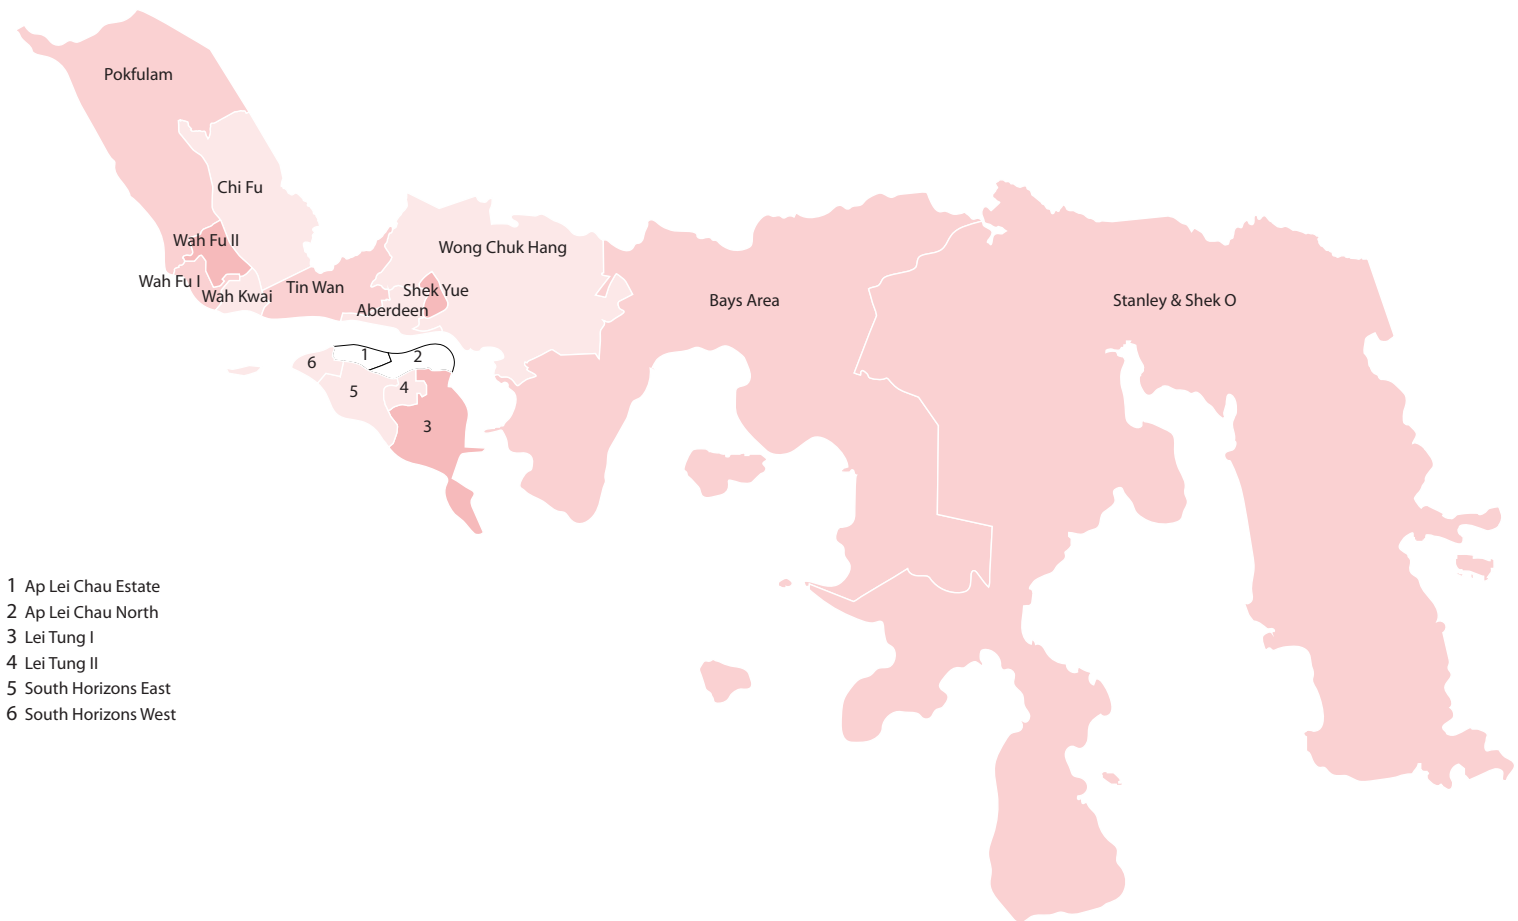 Pokfulam
Chi Fu
Wah Fu II
Wong Chuk Hang
Wah Fu I
Wah Kwai
Tin Wan
Shek Yue
Aberdeen
Bays Area
Stanley & Shek O
1
2
6
5
4
3
1 Ap Lei Chau Estate
2 Ap Lei Chau North
3 Lei Tung I
4 Lei Tung II
5 South Horizons East
6 South Horizons West